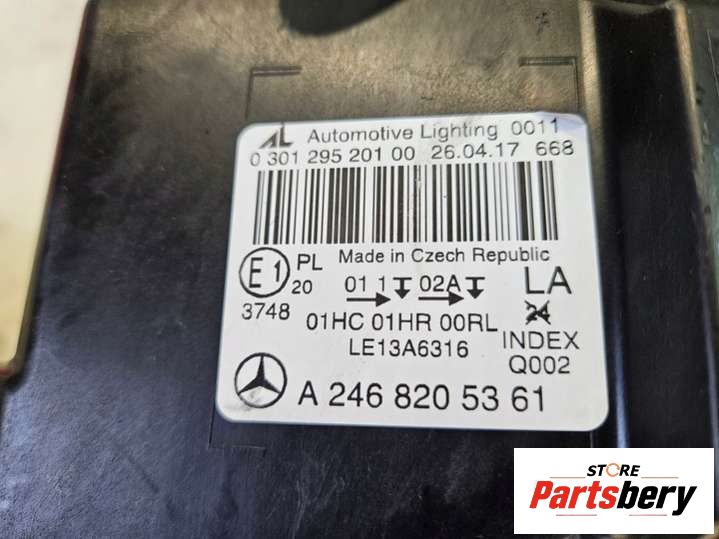 AL Automotive Lighting 0011
0 301 295 201 00 26.04.17 668
Made in Czech Republic
E1 PL 20 01 1 02A LA
3748 24
01HC 01HR 00RL INDEX
LE13A6316 Q002
A 246 820 53 61
STORE
Partsbery